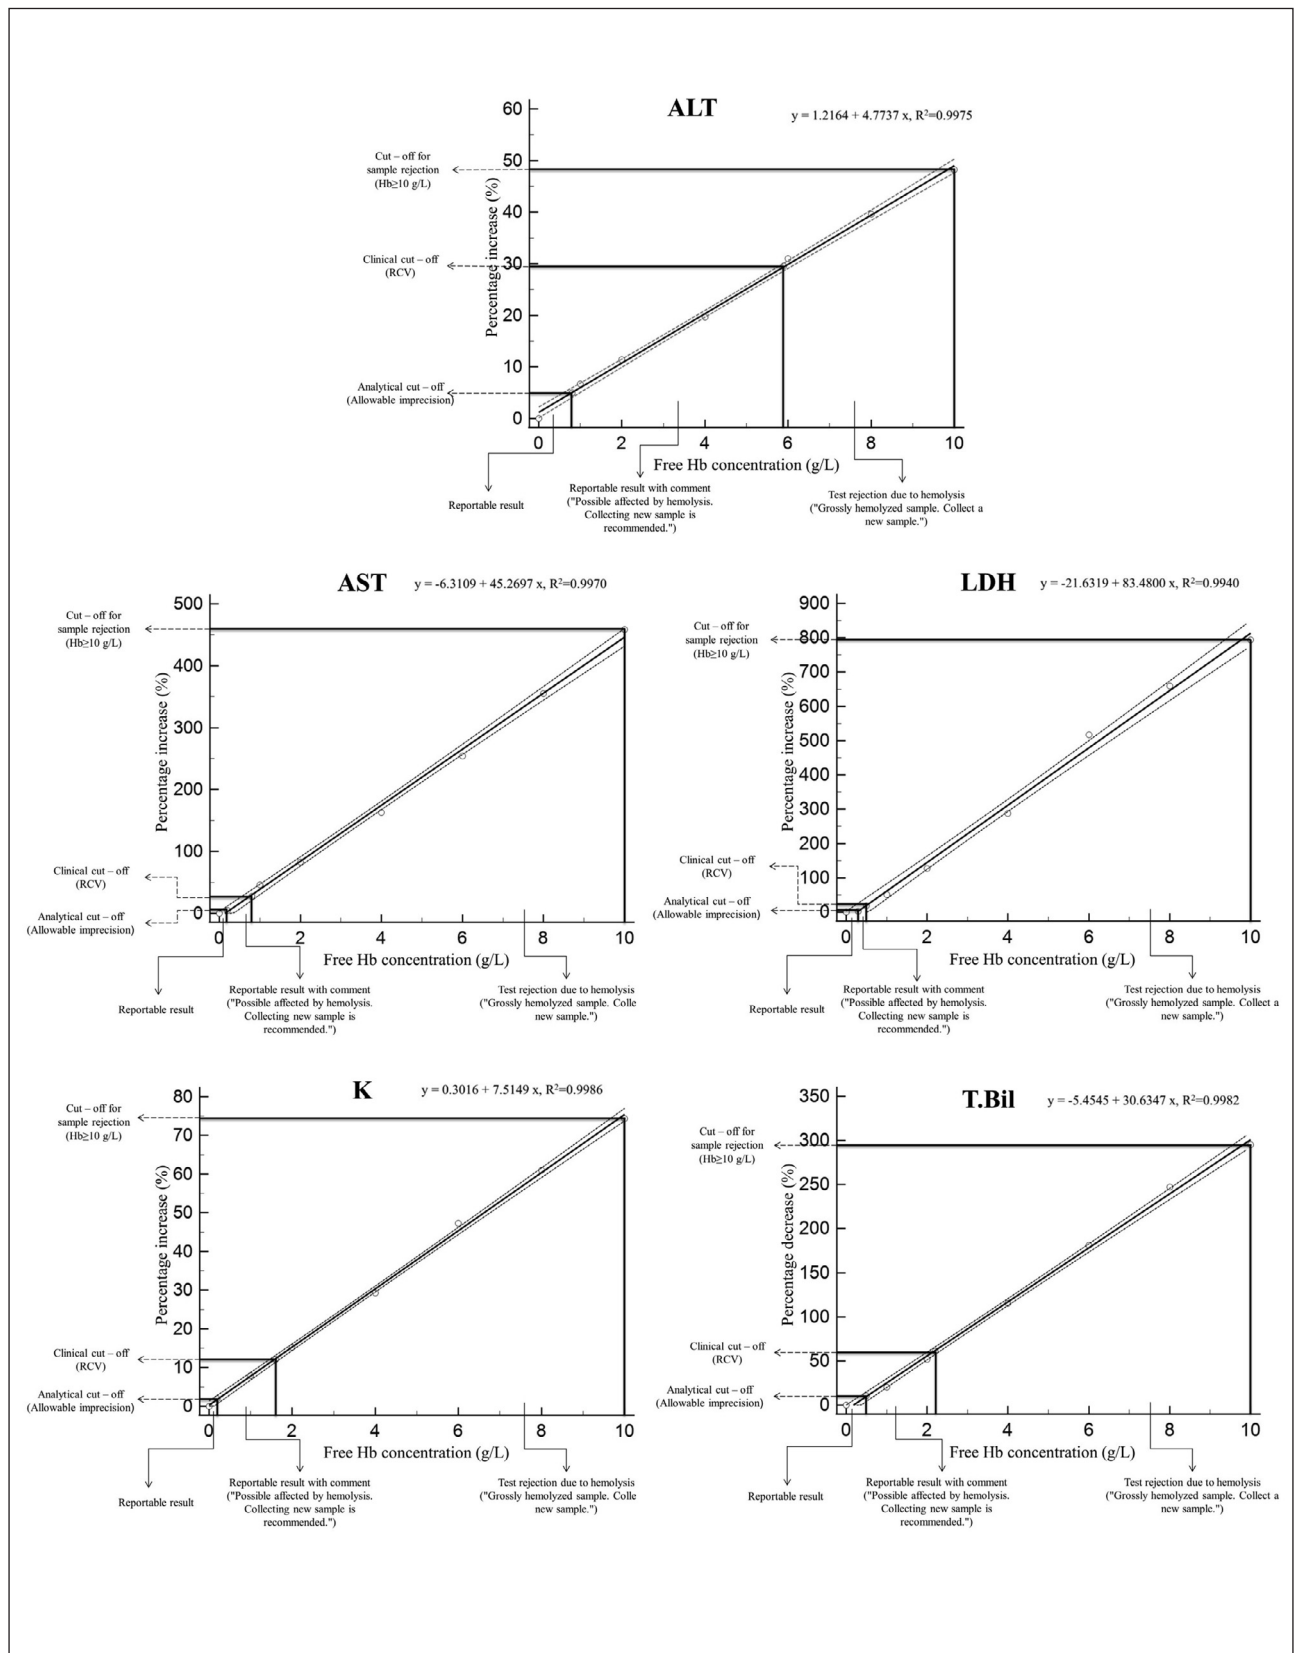 ALT
y = 1.2164 + 4.7737 x, R²=0.9975
60
50
40
30
20
10
0
Percentage increase (%)
Cut – off for
sample rejection
(Hb≥10 g/L)
Clinical cut – off
(RCV)
Analytical cut – off
(Allowable imprecision)
0 2 4 6 8 10
Free Hb concentration (g/L)
Reportable result
Reportable result with comment
("Possible affected by hemolysis.
Collecting new sample is
recommended.")
Test rejection due to hemolysis
("Grossly hemolyzed sample. Collect a
new sample.")
AST
y = -6.3109 + 45.2697 x, R²=0.9970
500
400
300
200
100
0
Percentage increase (%)
Cut – off for
sample rejection
(Hb≥10 g/L)
Clinical cut – off
(RCV)
Analytical cut – off
(Allowable imprecision)
0 2 4 6 8 10
Free Hb concentration (g/L)
Reportable result
Reportable result with comment
("Possible affected by hemolysis.
Collecting new sample is
recommended.")
Test rejection due to hemolysis
("Grossly hemolyzed sample. Colle
new sample.")
LDH
y = -21.6319 + 83.4800 x, R²=0.9940
900
800
700
600
500
400
300
200
100
0
Percentage increase (%)
Cut – off for
sample rejection
(Hb≥10 g/L)
Clinical cut – off
(RCV)
Analytical cut – off
(Allowable imprecision)
0 2 4 6 8 10
Free Hb concentration (g/L)
Reportable result
Reportable result with comment
("Possible affected by hemolysis.
Collecting new sample is
recommended.")
Test rejection due to hemolysis
("Grossly hemolyzed sample. Collect a
new sample.")
K
y = 0.3016 + 7.5149 x, R²=0.9986
80
70
60
50
40
30
20
10
0
Percentage increase (%)
Cut – off for
sample rejection
(Hb≥10 g/L)
Clinical cut – off
(RCV)
Analytical cut – off
(Allowable imprecision)
0 2 4 6 8 10
Free Hb concentration (g/L)
Reportable result
Reportable result with comment
("Possible affected by hemolysis.
Collecting new sample is
recommended.")
Test rejection due to hemolysis
("Grossly hemolyzed sample. Colle
new sample.")
T.Bil
y = -5.4545 + 30.6347 x, R²=0.9982
350
300
250
200
150
100
50
0
Percentage decrease (%)
Cut – off for
sample rejection
(Hb≥10 g/L)
Clinical cut – off
(RCV)
Analytical cut – off
(Allowable imprecision)
0 2 4 6 8 10
Free Hb concentration (g/L)
Reportable result
Reportable result with comment
("Possible affected by hemolysis.
Collecting new sample is
recommended.")
Test rejection due to hemolysis
("Grossly hemolyzed sample. Collect a
new sample.")